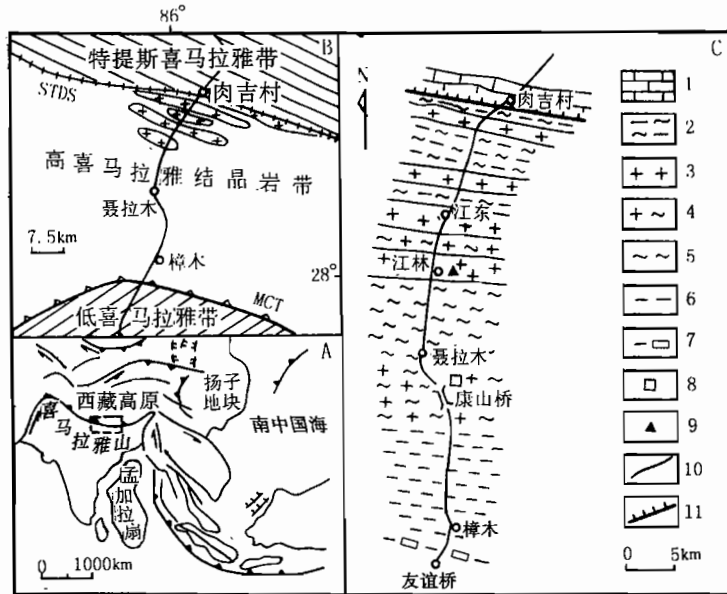 86°
B
特提斯喜马拉雅带
STDS
肉吉村
高喜马拉雅结晶岩带
聂拉木
7.5km
樟木
28°
MCT
低喜马拉雅带
A
扬子
地块
西藏高原
喜马拉雅山
南中国海
孟加拉扇
0 1000km
C
N
肉吉村
江东
江林
聂拉木
康山桥
樟木
友谊桥
1
2
3
4
5
6
7
8
9
10
11
0 5km